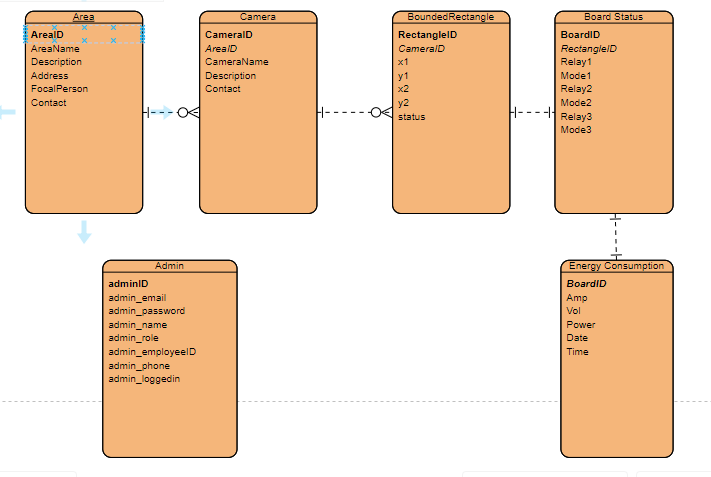 Area
AreaID
AreaName
Description
Address
FocalPerson
Contact
Camera
CameraID
AreaID
CameraName
Description
Contact
BoundedRectangle
RectangleID
CameraID
x1
y1
x2
y2
status
Board Status
BoardID
RectangleID
Relay1
Mode1
Relay2
Mode2
Relay3
Mode3
Admin
adminID
admin_email
admin_password
admin_name
admin_role
admin_employeeID
admin_phone
admin_loggedin
Energy Consumption
BoardID
Amp
Vol
Power
Date
Time